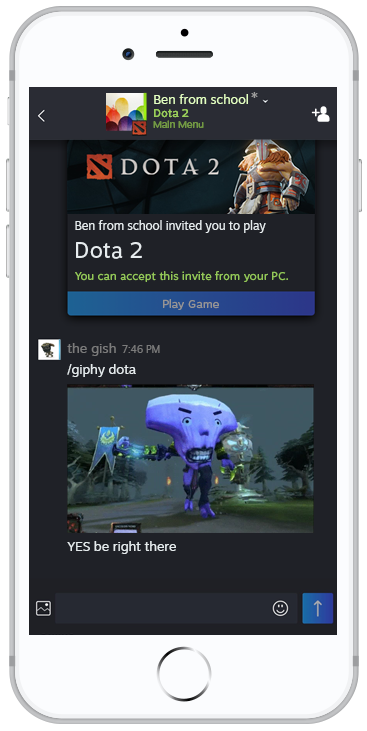 Ben from school *
Dota 2
Main Menu
DOTA 2
Ben from school invited you to play
Dota 2
You can accept this invite from your PC.
Play Game
the gish 7:46 PM
/giphy dota
YES be right there